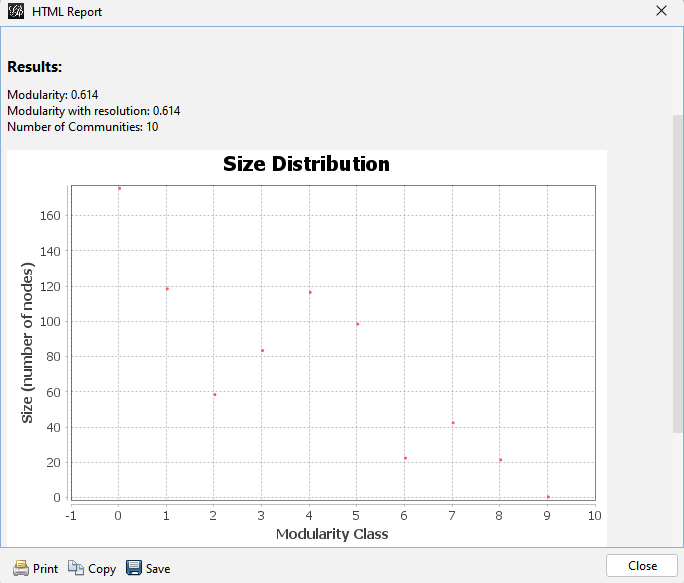 HTML Report
Results:
Modularity: 0.614
Modularity with resolution: 0.614
Number of Communities: 10
Size Distribution
Size (number of nodes)
160
140
120
100
80
60
40
20
0
-1 0 1 2 3 4 5 6 7 8 9 10
Modularity Class
Print Copy Save Close